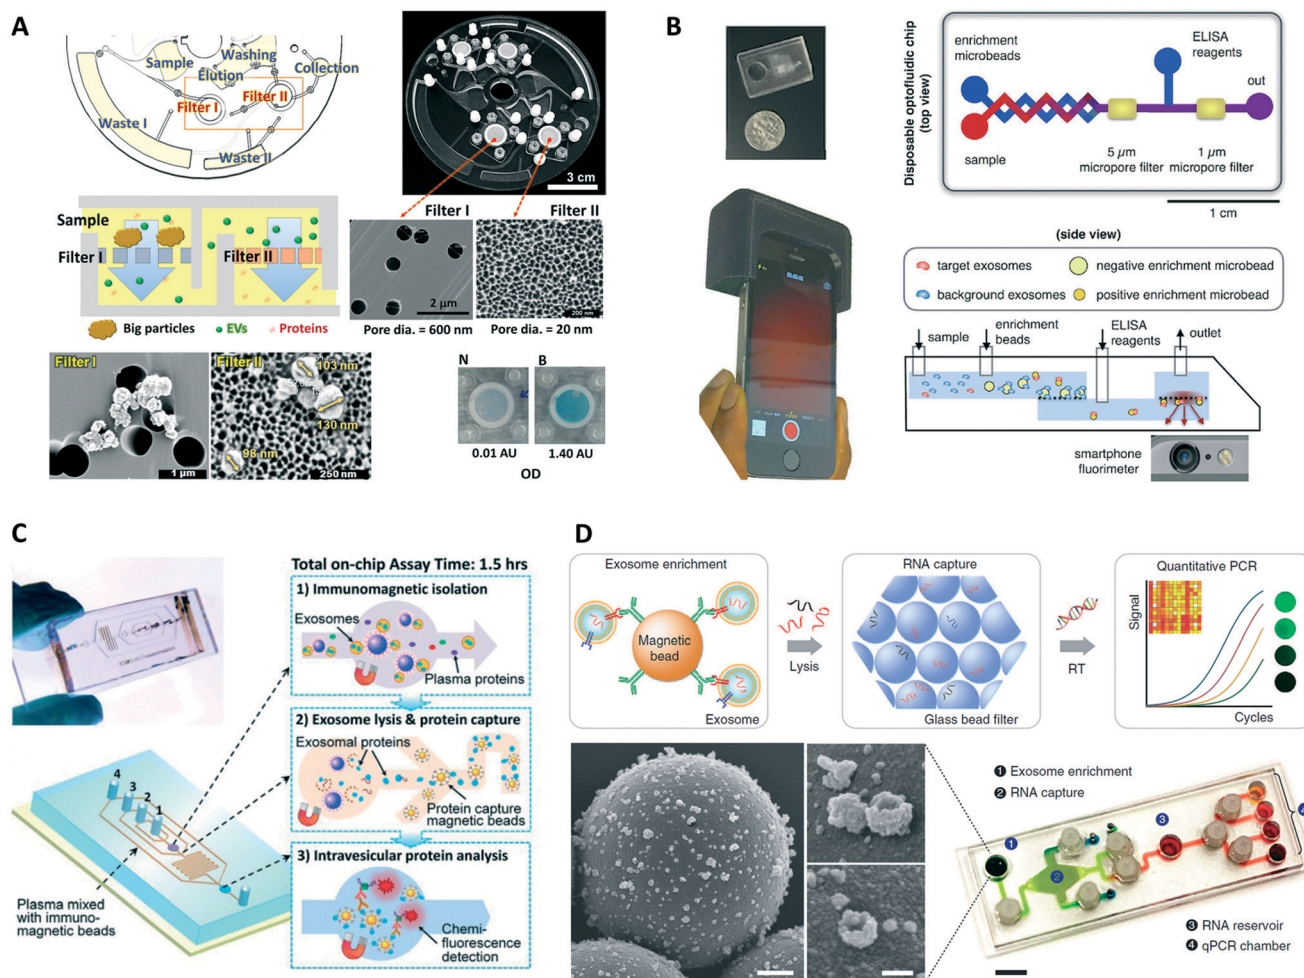 A
Sample
Washing
Elution
Collection
Filter I
Filter II
Waste I
Waste II
3 cm
Sample
Filter I
Filter II
Big particles
EVs
Proteins
Filter I
Filter II
2 μm
200 nm
Pore dia. = 600 nm
Pore dia. = 20 nm
Filter I
1 μm
Filter II
103 nm
130 nm
98 nm
250 nm
N
B
0.01 AU
1.40 AU
OD
B
Disposable optofluidic chip
(top view)
enrichment
microbeads
ELISA
reagents
out
sample
5 μm
micropore filter
1 μm
micropore filter
1 cm
(side view)
target exosomes
negative enrichment microbead
background exosomes
positive enrichment microbead
sample
enrichment
beads
ELISA
reagents
outlet
smartphone
fluorimeter
C
Total on-chip Assay Time: 1.5 hrs
1) Immunomagnetic isolation
Exosomes
Plasma proteins
2) Exosome lysis & protein capture
Exosomal proteins
Protein capture
magnetic beads
3) Intravesicular protein analysis
Chemi-
fluorescence
detection
4
3
2
1
Plasma mixed
with immuno-
magnetic beads
D
Exosome enrichment
Magnetic
bead
Exosome
Lysis
RNA capture
Glass bead filter
RT
Quantitative PCR
Signal
Cycles
1 Exosome enrichment
2 RNA capture
1
2
3
4
3 RNA reservoir
4 qPCR chamber